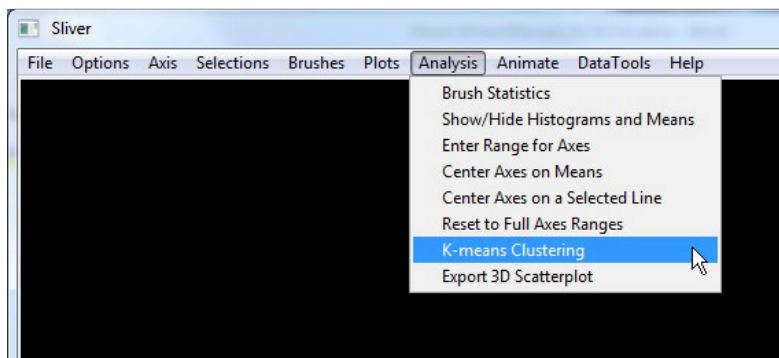 Sliver
File Options Axis Selections Brushes Plots Analysis Animate DataTools Help
Brush Statistics
Show/Hide Histograms and Means
Enter Range for Axes
Center Axes on Means
Center Axes on a Selected Line
Reset to Full Axes Ranges
K-means Clustering
Export 3D Scatterplot